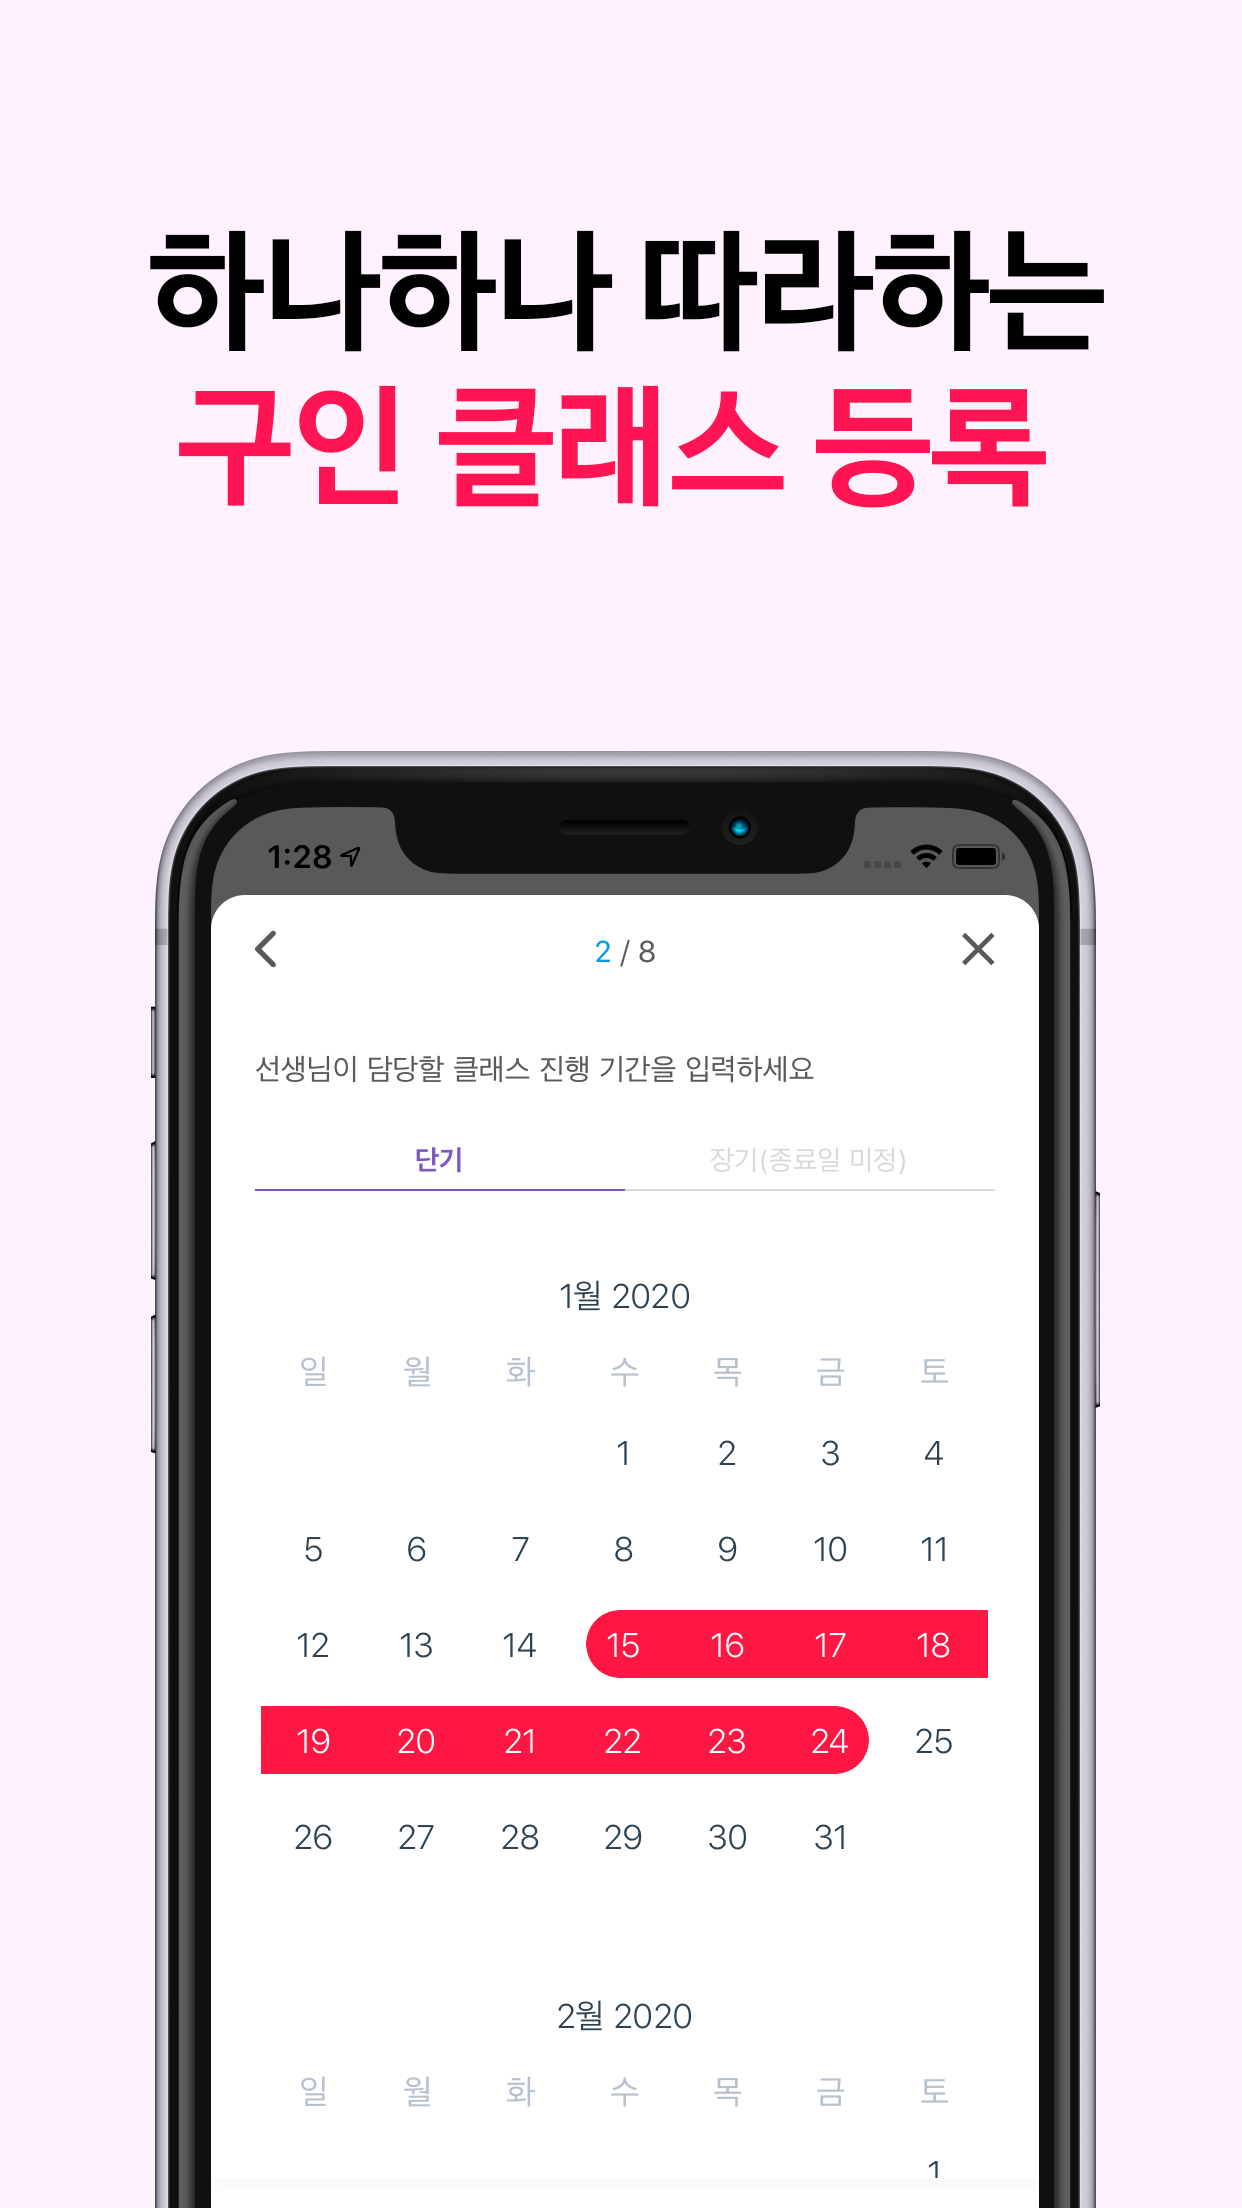 하나하나 따라하는
구인 클래스 등록
1:28
2 / 8
선생님이 담당할 클래스 진행 기간을 입력하세요
단기 장기(종료일 미정)
1월 2020
일 월 화 수 목 금 토
1 2 3 4
5 6 7 8 9 10 11
12 13 14 15 16 17 18
19 20 21 22 23 24 25
26 27 28 29 30 31
2월 2020
일 월 화 수 목 금 토
1